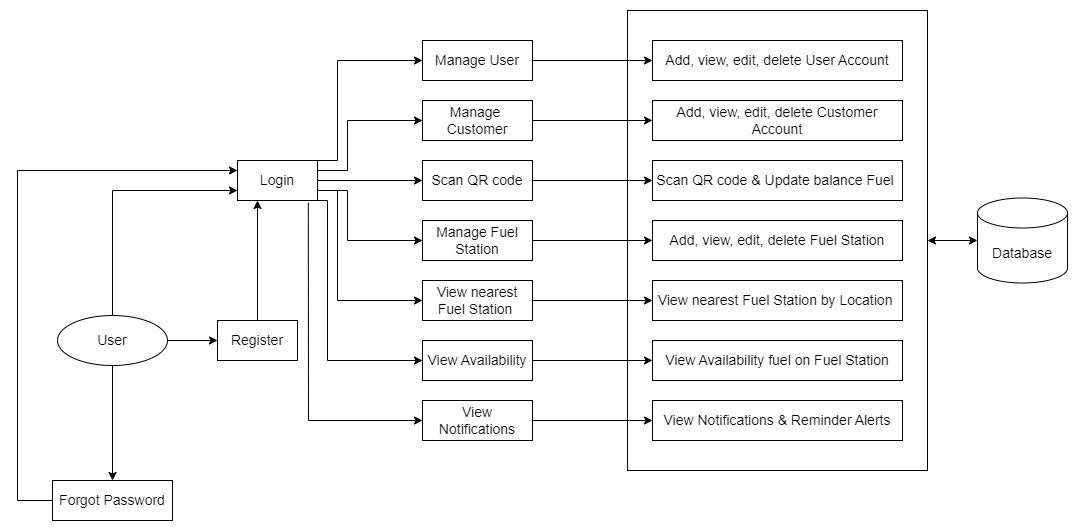 Manage User
Add, view, edit, delete User Account
Manage
Customer
Add, view, edit, delete Customer
Account
Login
Scan QR code
Scan QR code & Update balance Fuel
Manage Fuel
Station
Add, view, edit, delete Fuel Station
Database
View nearest
Fuel Station
View nearest Fuel Station by Location
User
Register
View Availability
View Availability fuel on Fuel Station
View
Notifications
View Notifications & Reminder Alerts
Forgot Password